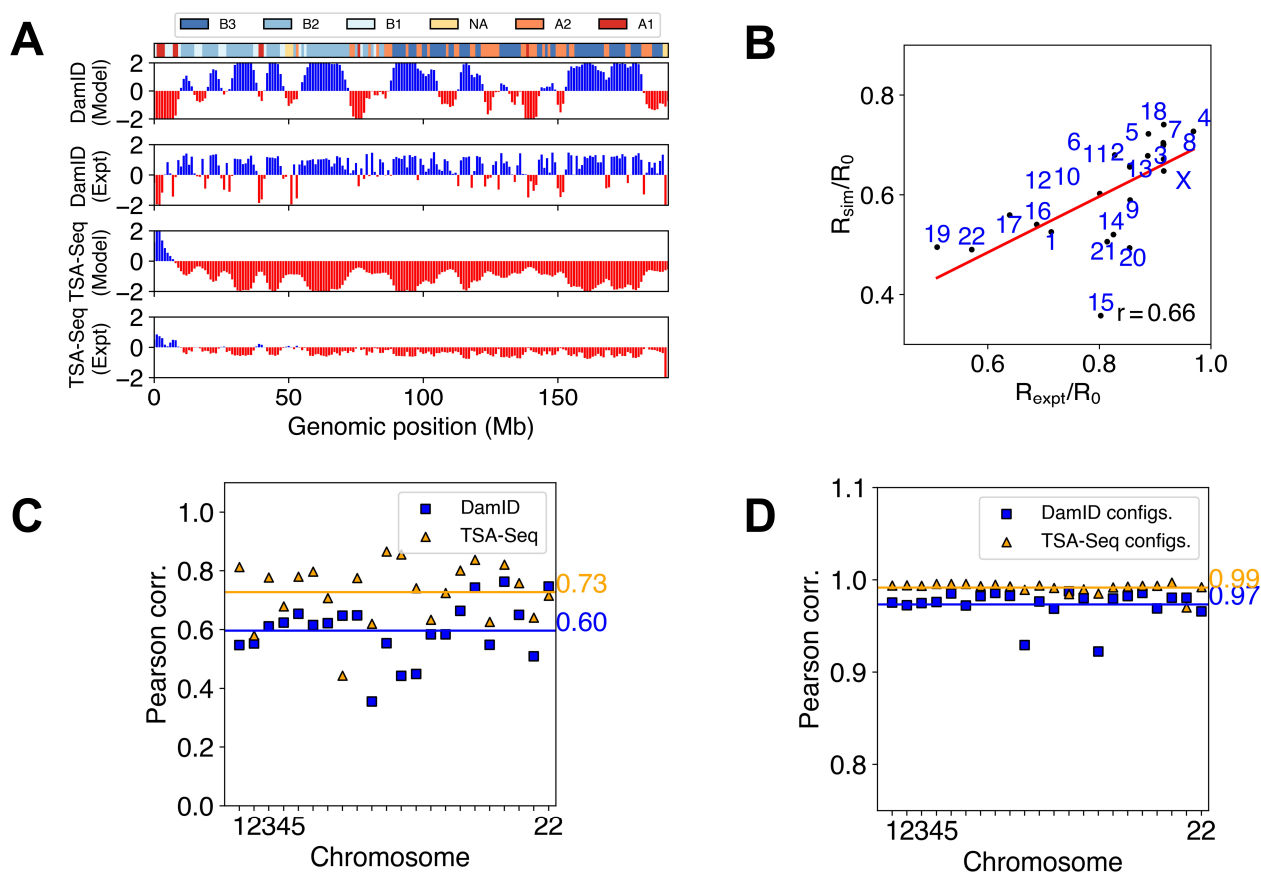 A
B3 B2 B1 NA A2 A1
DamID
(Model)
2
0
−2
DamID
(Expt)
2
0
−2
TSA-Seq
(Model)
2
0
−2
TSA-Seq
(Expt)
2
0
−2
0 50 100 150
Genomic position (Mb)
B
Rsim/R0
0.8
0.6
0.4
18 4
5 7 8
6 11 2 3
13
12 10 X
9
16
17 14
19 22 1
21 20
15
r = 0.66
0.6 0.8 1.0
Rexpt/R0
C
Pearson corr.
1.0
0.8
0.6
0.4
0.2
0.0
DamID
TSA-Seq
0.73
0.60
12345 22
Chromosome
D
Pearson corr.
1.1
1.0
0.9
0.8
DamID configs.
TSA-Seq configs.
0.99
0.97
12345 22
Chromosome